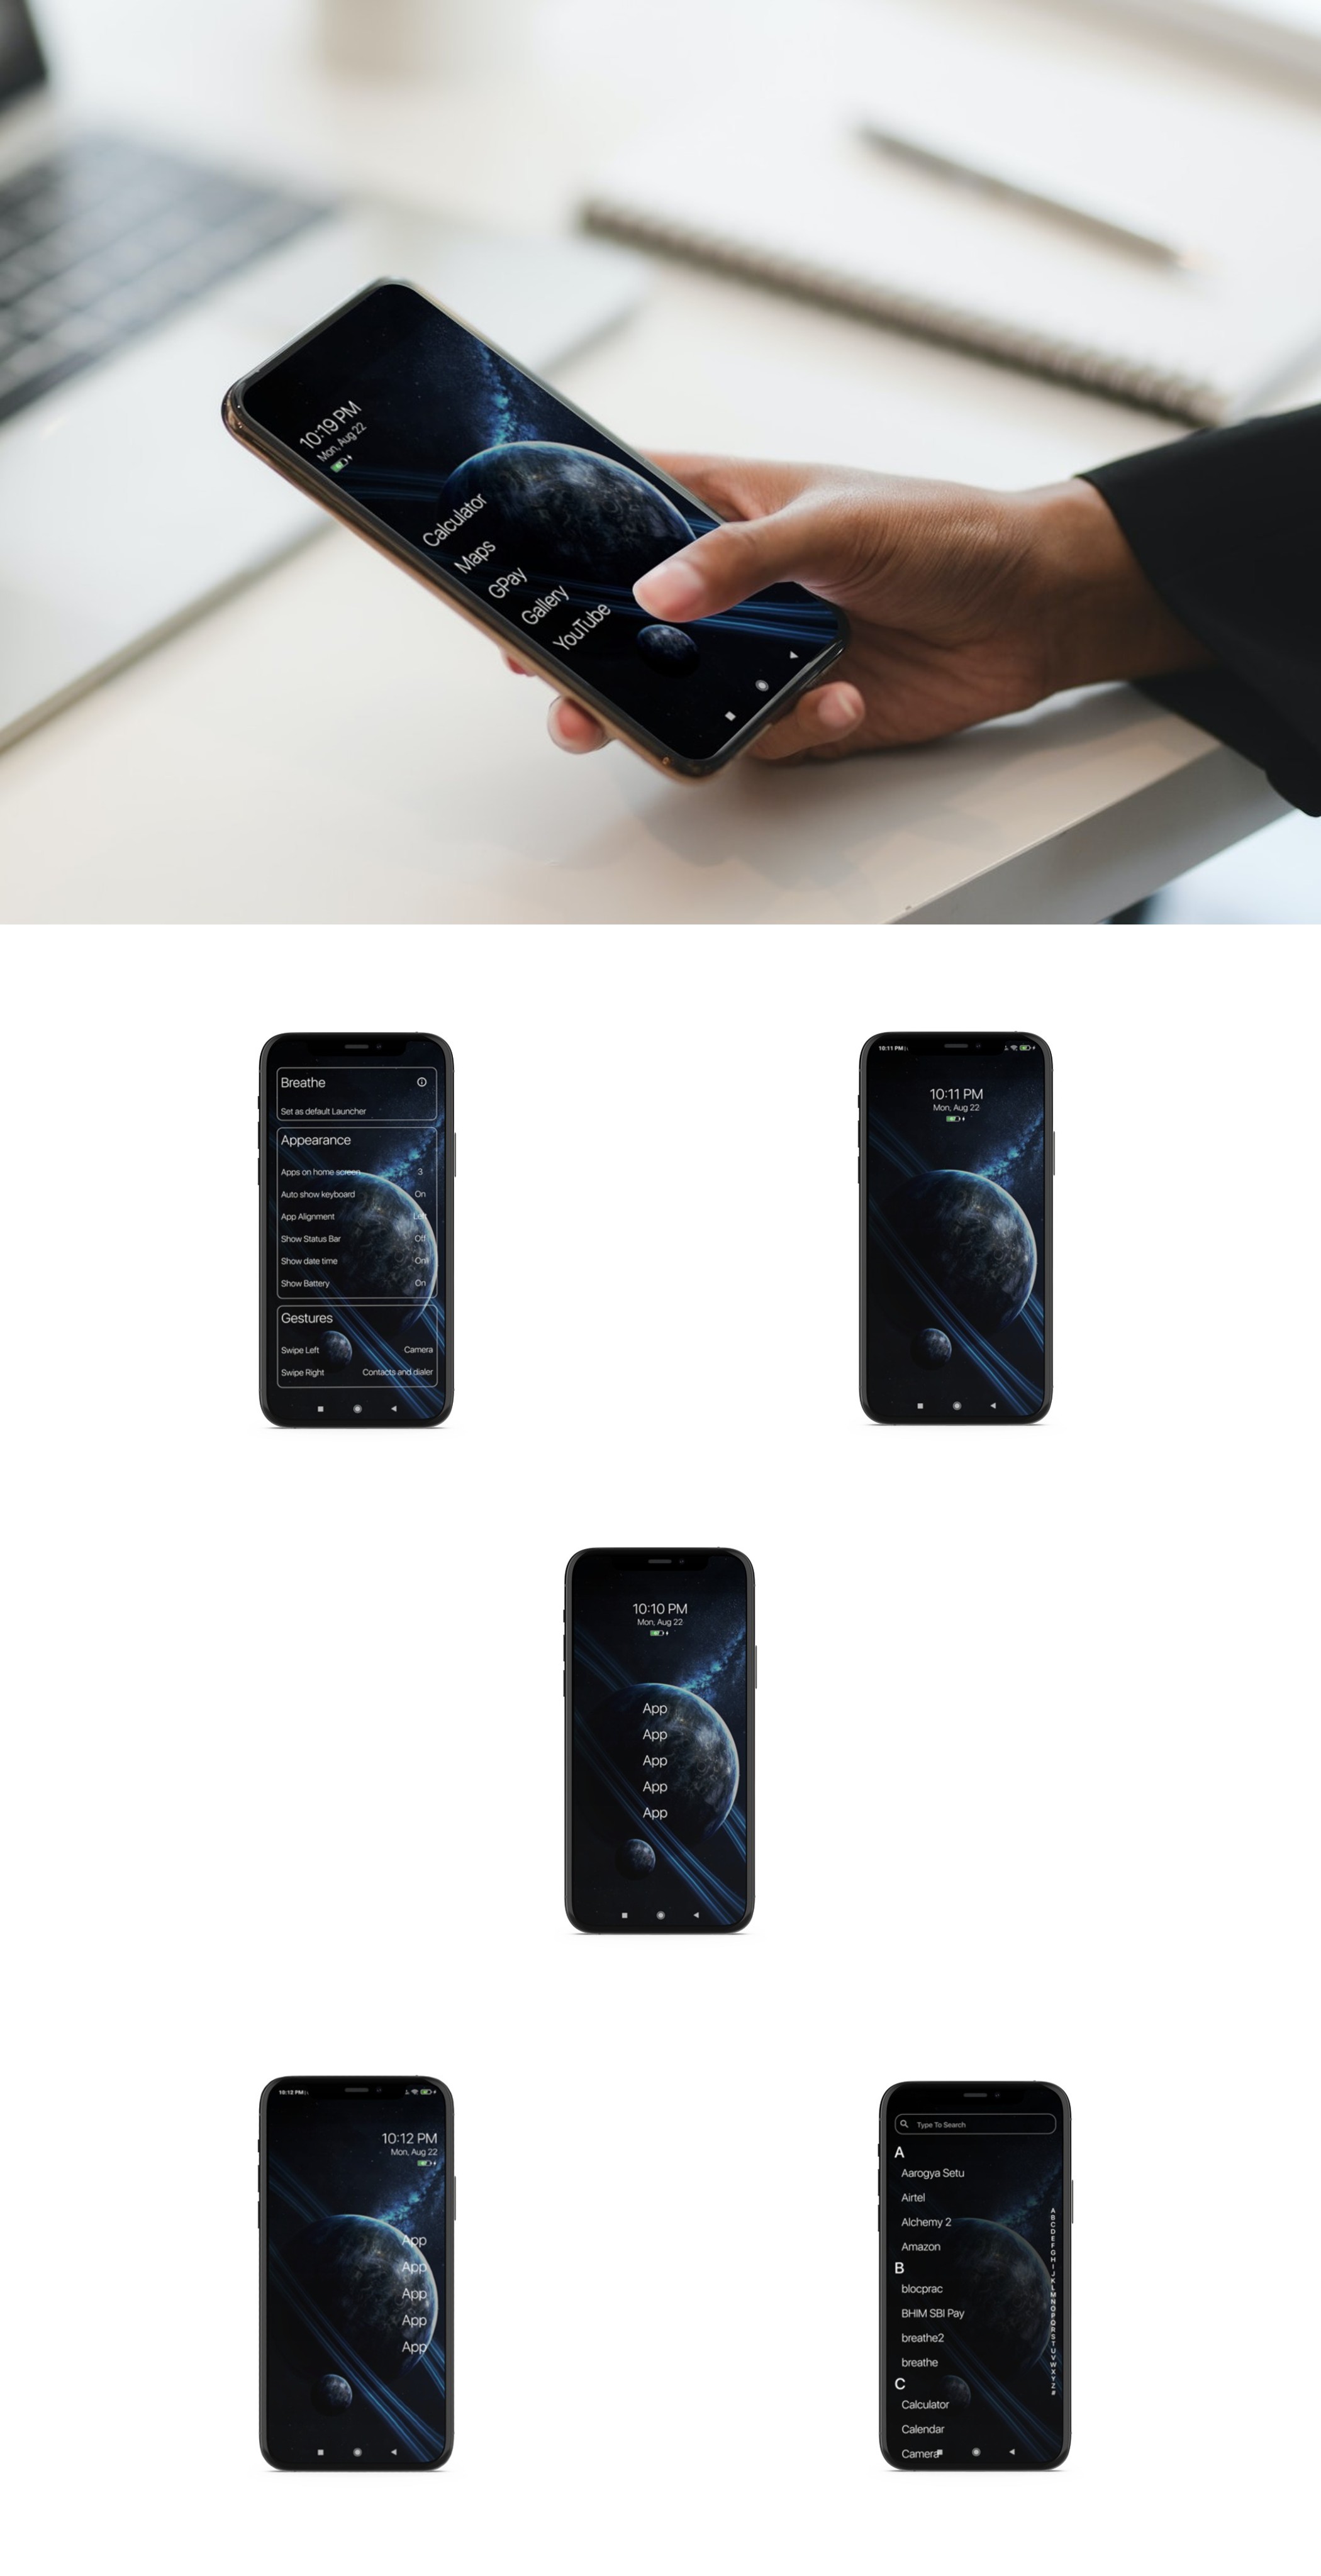 10:19 PM
Mon, Aug 22
Calculator
Maps
GPay
Gallery
YouTube
Breathe
Set as default Launcher
Appearance
Apps on home screen 3
Auto show keyboard On
App Alignment Left
Show Status Bar Off
Show date time On
Show Battery On
Gestures
Swipe Left Camera
Swipe Right Contacts and dialer
10:11 PM
10:11 PM
Mon, Aug 22
10:10 PM
Mon, Aug 22
App
App
App
App
App
10:12 PM
10:12 PM
Mon, Aug 22
App
App
App
App
App
Type To Search
A
Aarogya Setu
Airtel
Alchemy 2
Amazon
B
blocprac
BHIM SBI Pay
breathe2
breathe
C
Calculator
Calendar
Camera
A
B
C
D
E
F
G
H
I
J
K
L
M
N
O
P
Q
R
S
T
U
V
W
X
Y
Z
#